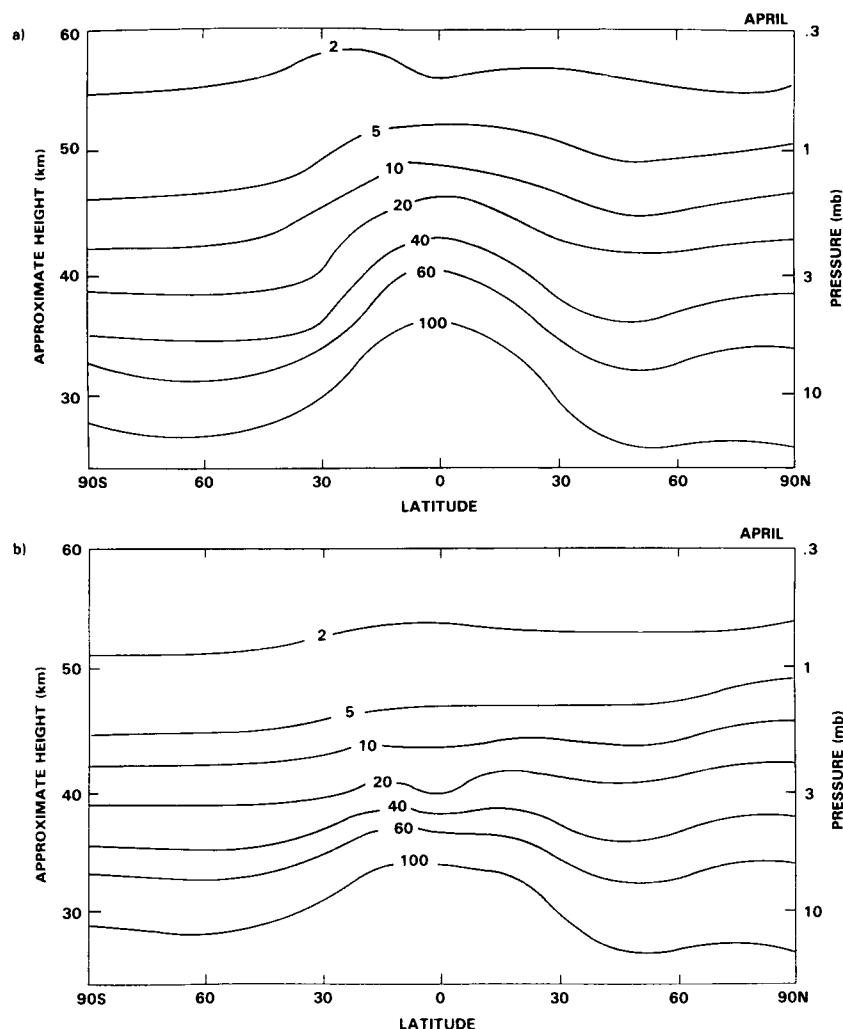 a)
APRIL
60
50
40
30
APPROXIMATE HEIGHT (km)
.3
1
3
10
PRESSURE (mb)
2
5
10
20
40
60
100
90S 60 30 0 30 60 90N
LATITUDE
b)
APRIL
60
50
40
30
APPROXIMATE HEIGHT (km)
.3
1
3
10
PRESSURE (mb)
2
5
10
20
40
60
100
90S 60 30 0 30 60 90N
LATITUDE